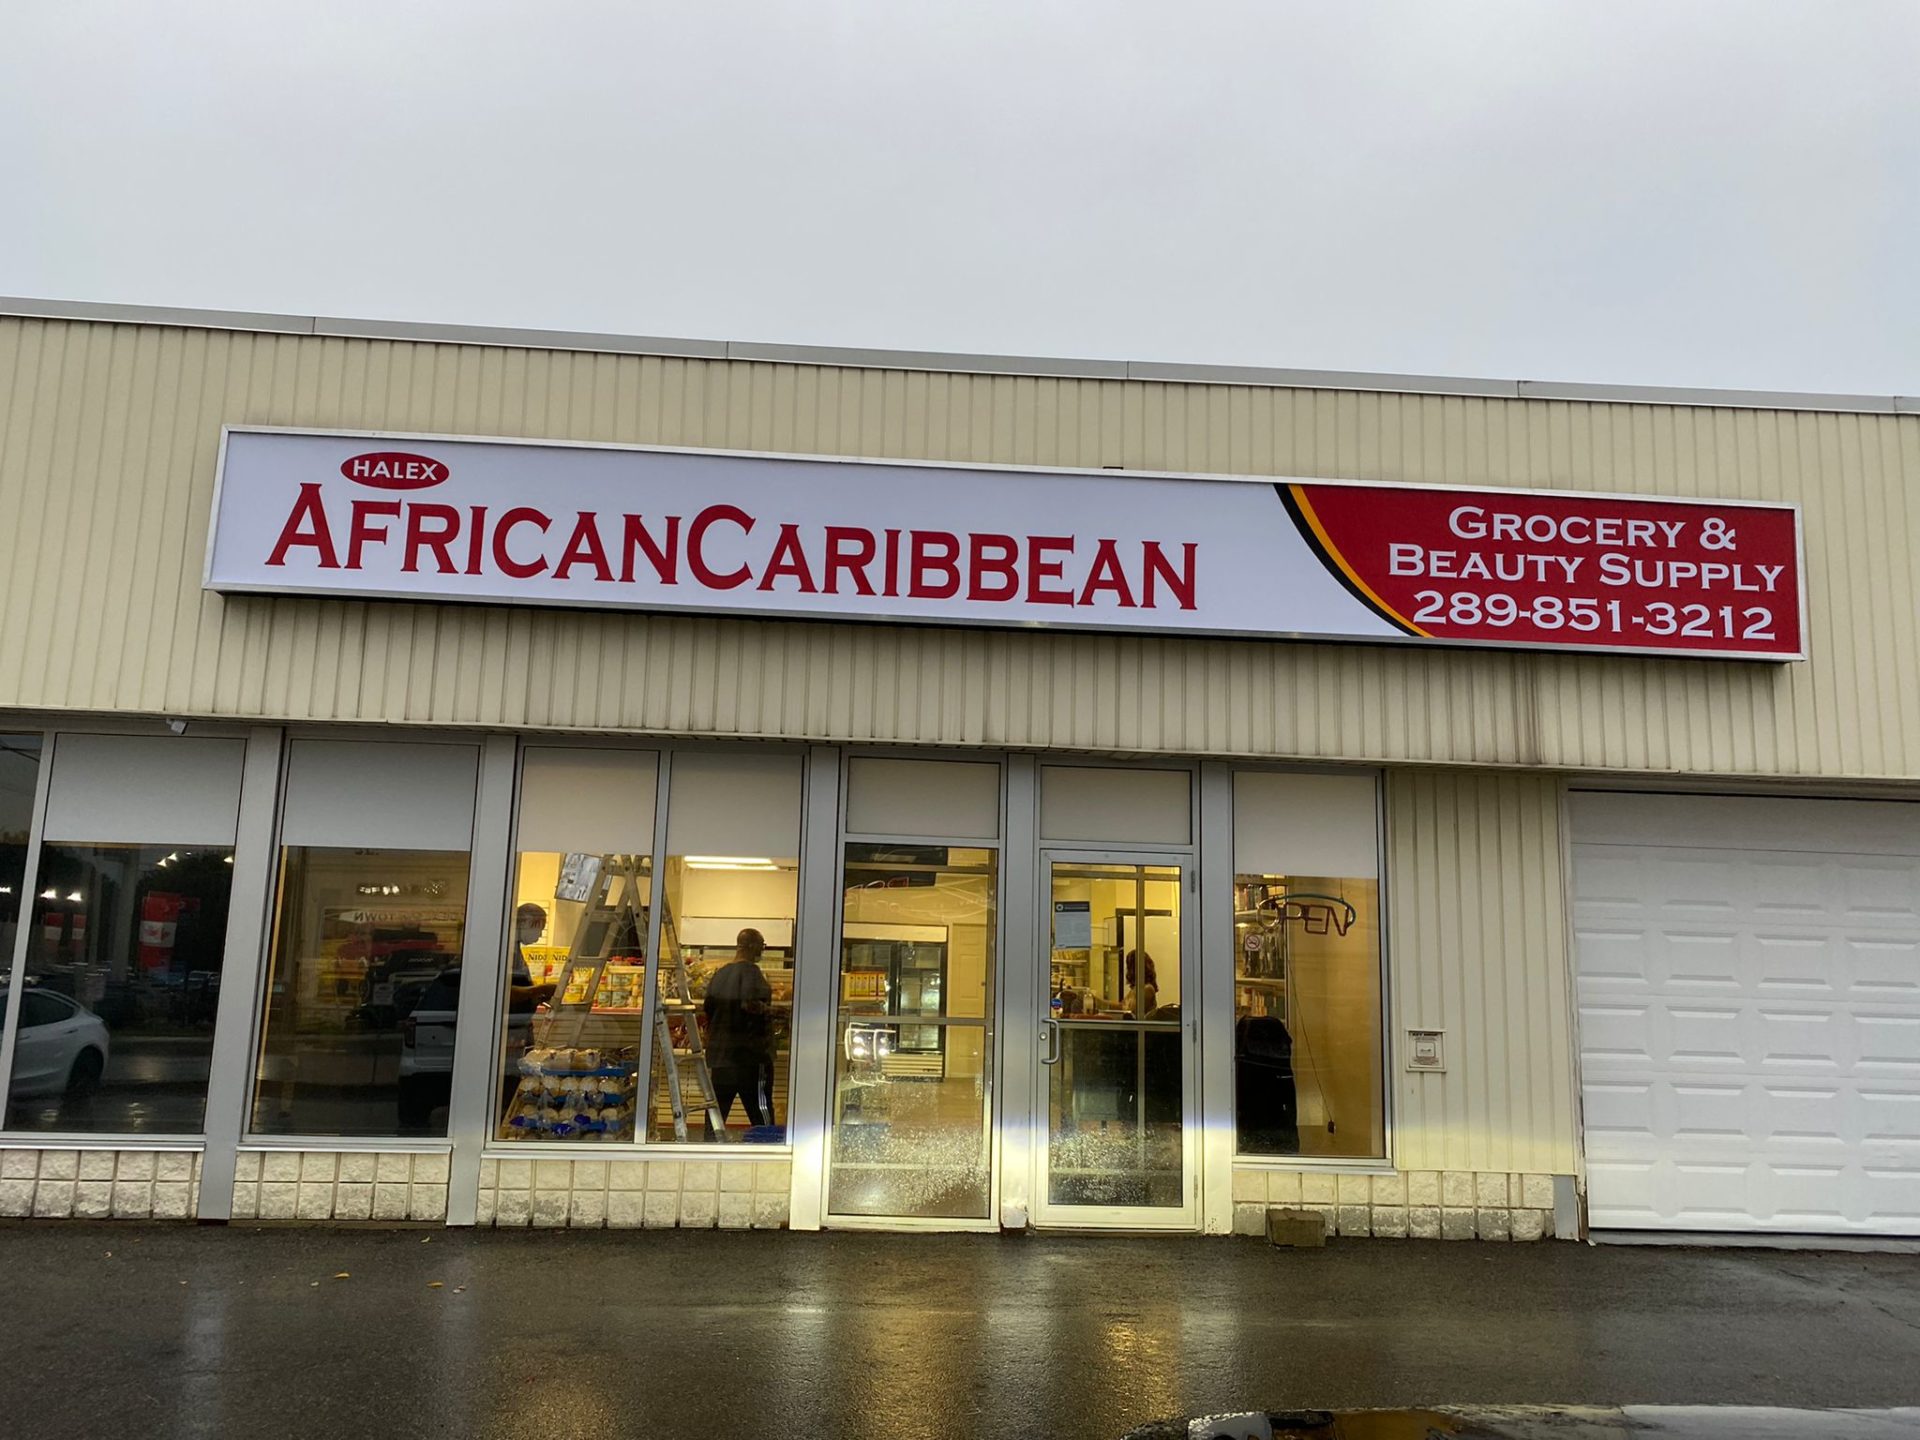 HALEX
AFRICANCARIBBEAN
GROCERY &
BEAUTY SUPPLY
289-851-3212
OPEN